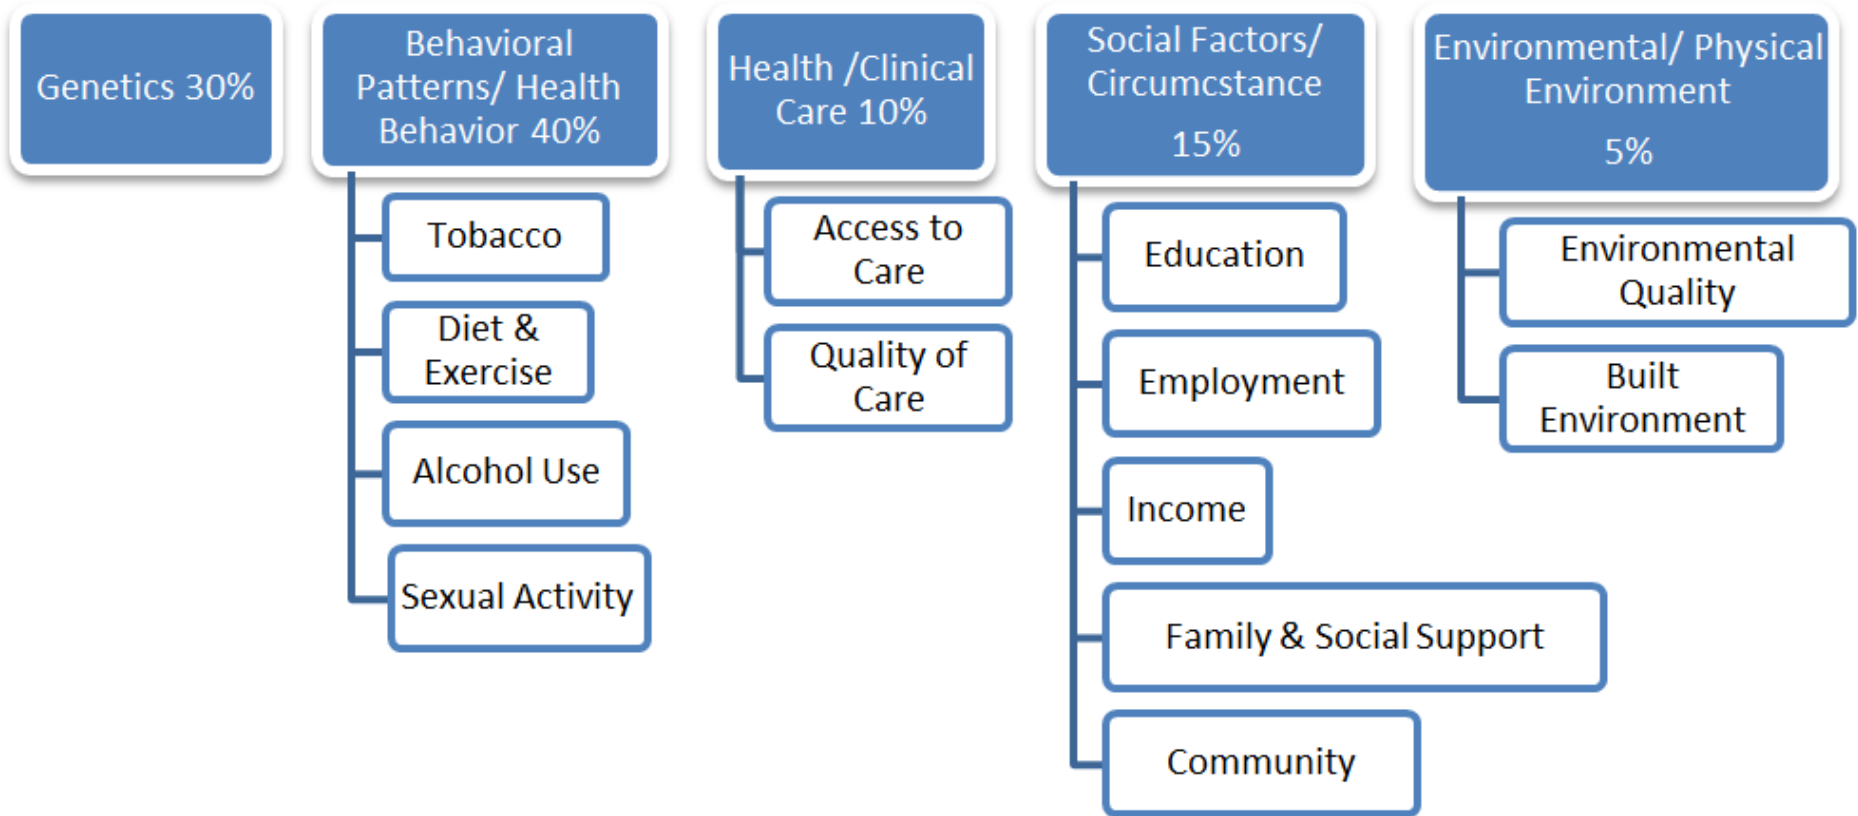 Genetics 30%
Behavioral
Patterns/ Health
Behavior 40%
Tobacco
Diet &
Exercise
Alcohol Use
Sexual Activity
Health /Clinical
Care 10%
Access to
Care
Quality of
Care
Social Factors/
Circumcstance
15%
Education
Employment
Income
Family & Social Support
Community
Environmental/ Physical
Environment
5%
Environmental
Quality
Built
Environment